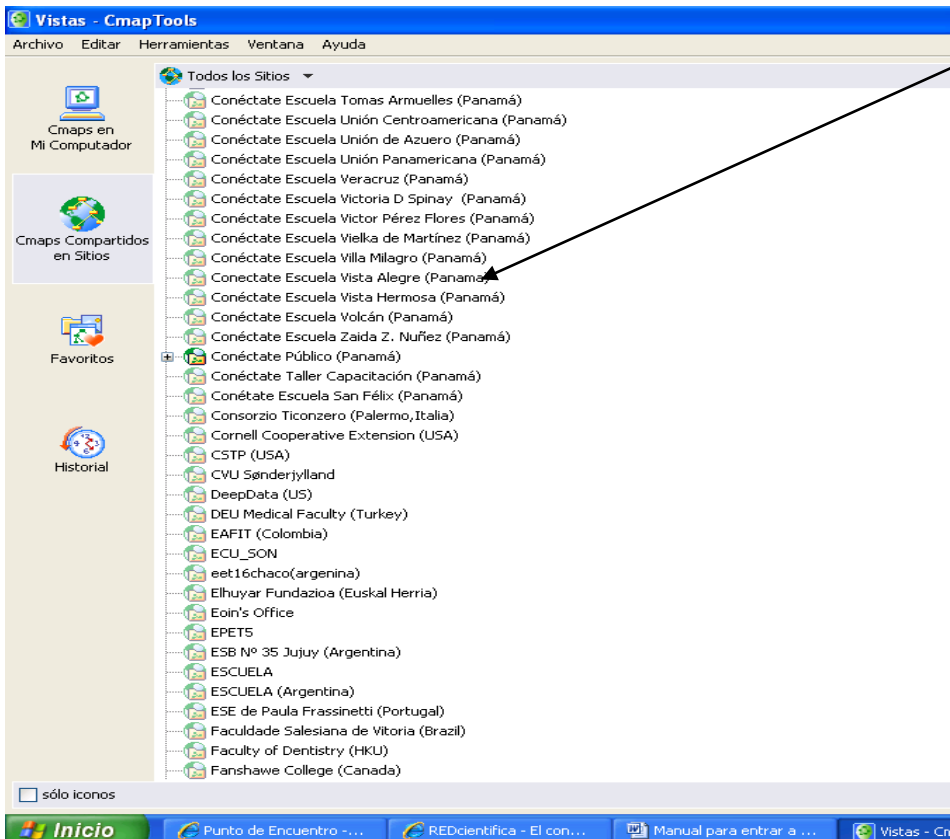 Vistas - CmapTools
Archivo Editar Herramientas Ventana Ayuda
Todos los Sitios
Cmaps en
Mi Computador
Cmaps Compartidos
en Sitios
Favoritos
Historial
Conéctate Escuela Tomas Armuelles (Panamá)
Conéctate Escuela Unión Centroamericana (Panamá)
Conéctate Escuela Unión de Azuero (Panamá)
Conéctate Escuela Unión Panamericana (Panamá)
Conéctate Escuela Veracruz (Panamá)
Conéctate Escuela Victoria D Spinay (Panamá)
Conéctate Escuela Victor Pérez Flores (Panamá)
Conéctate Escuela Vielka de Martínez (Panamá)
Conéctate Escuela Villa Milagro (Panamá)
Conectate Escuela Vista Alegre (Panama)
Conéctate Escuela Vista Hermosa (Panamá)
Conéctate Escuela Volcán (Panamá)
Conéctate Escuela Zaida Z. Nuñez (Panamá)
Conéctate Público (Panamá)
Conéctate Taller Capacitación (Panamá)
Conétate Escuela San Félix (Panamá)
Consorzio Ticonzero (Palermo,Italia)
Cornell Cooperative Extension (USA)
CSTP (USA)
CVU Sønderjylland
DeepData (US)
DEU Medical Faculty (Turkey)
EAFIT (Colombia)
ECU_SON
eet16chaco(argenina)
Elhuyar Fundazioa (Euskal Herria)
Eoin's Office
EPET5
ESB Nº 35 Jujuy (Argentina)
ESCUELA
ESCUELA (Argentina)
ESE de Paula Frassinetti (Portugal)
Faculdade Salesiana de Vitoria (Brazil)
Faculty of Dentistry (HKU)
Fanshawe College (Canada)
sólo iconos
Inicio
Punto de Encuentro -...
REDcientifica - El con...
Manual para entrar a ...
Vistas - Cm